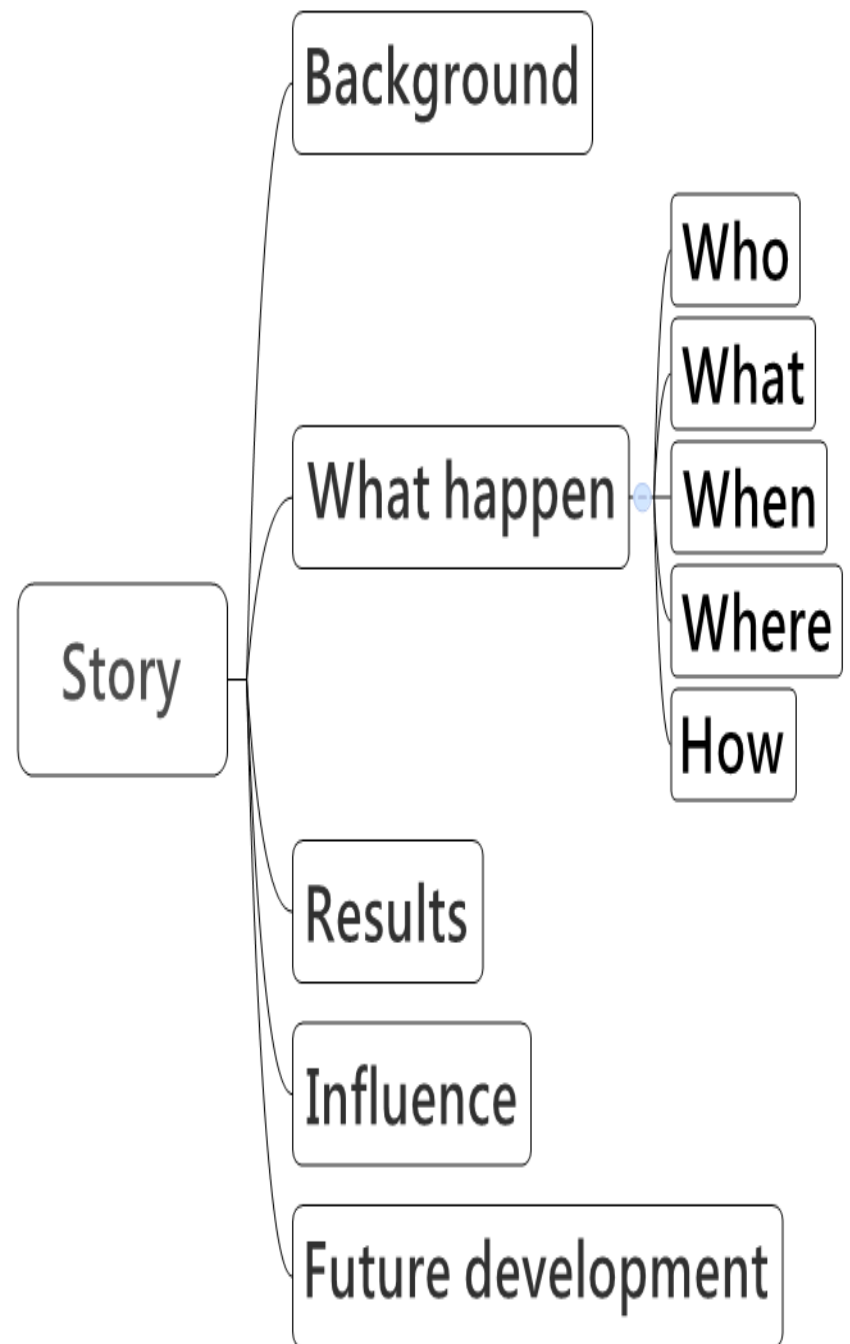 Background
Who
What
When
What happen
Where
How
Story
Results
Influence
Future development